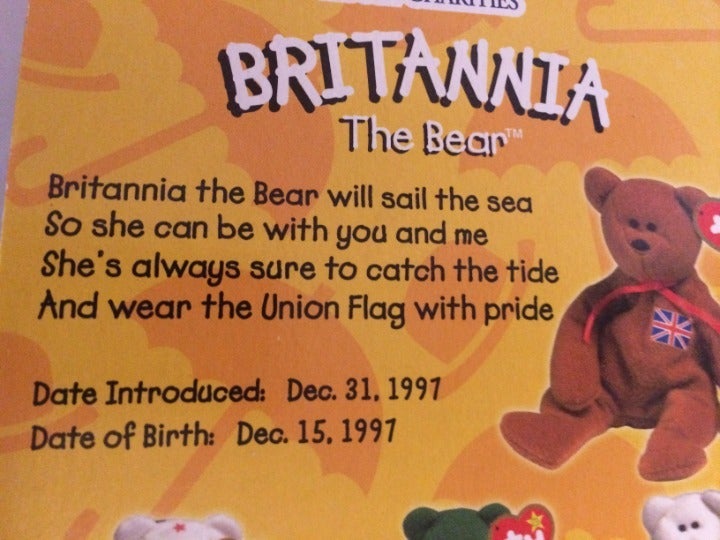 CHARITIES
BRITANNIA
The Bear™
Britannia the Bear will sail the sea
So she can be with you and me
She's always sure to catch the tide
And wear the Union Flag with pride
Date Introduced: Dec. 31, 1997
Date of Birth: Dec. 15, 1997